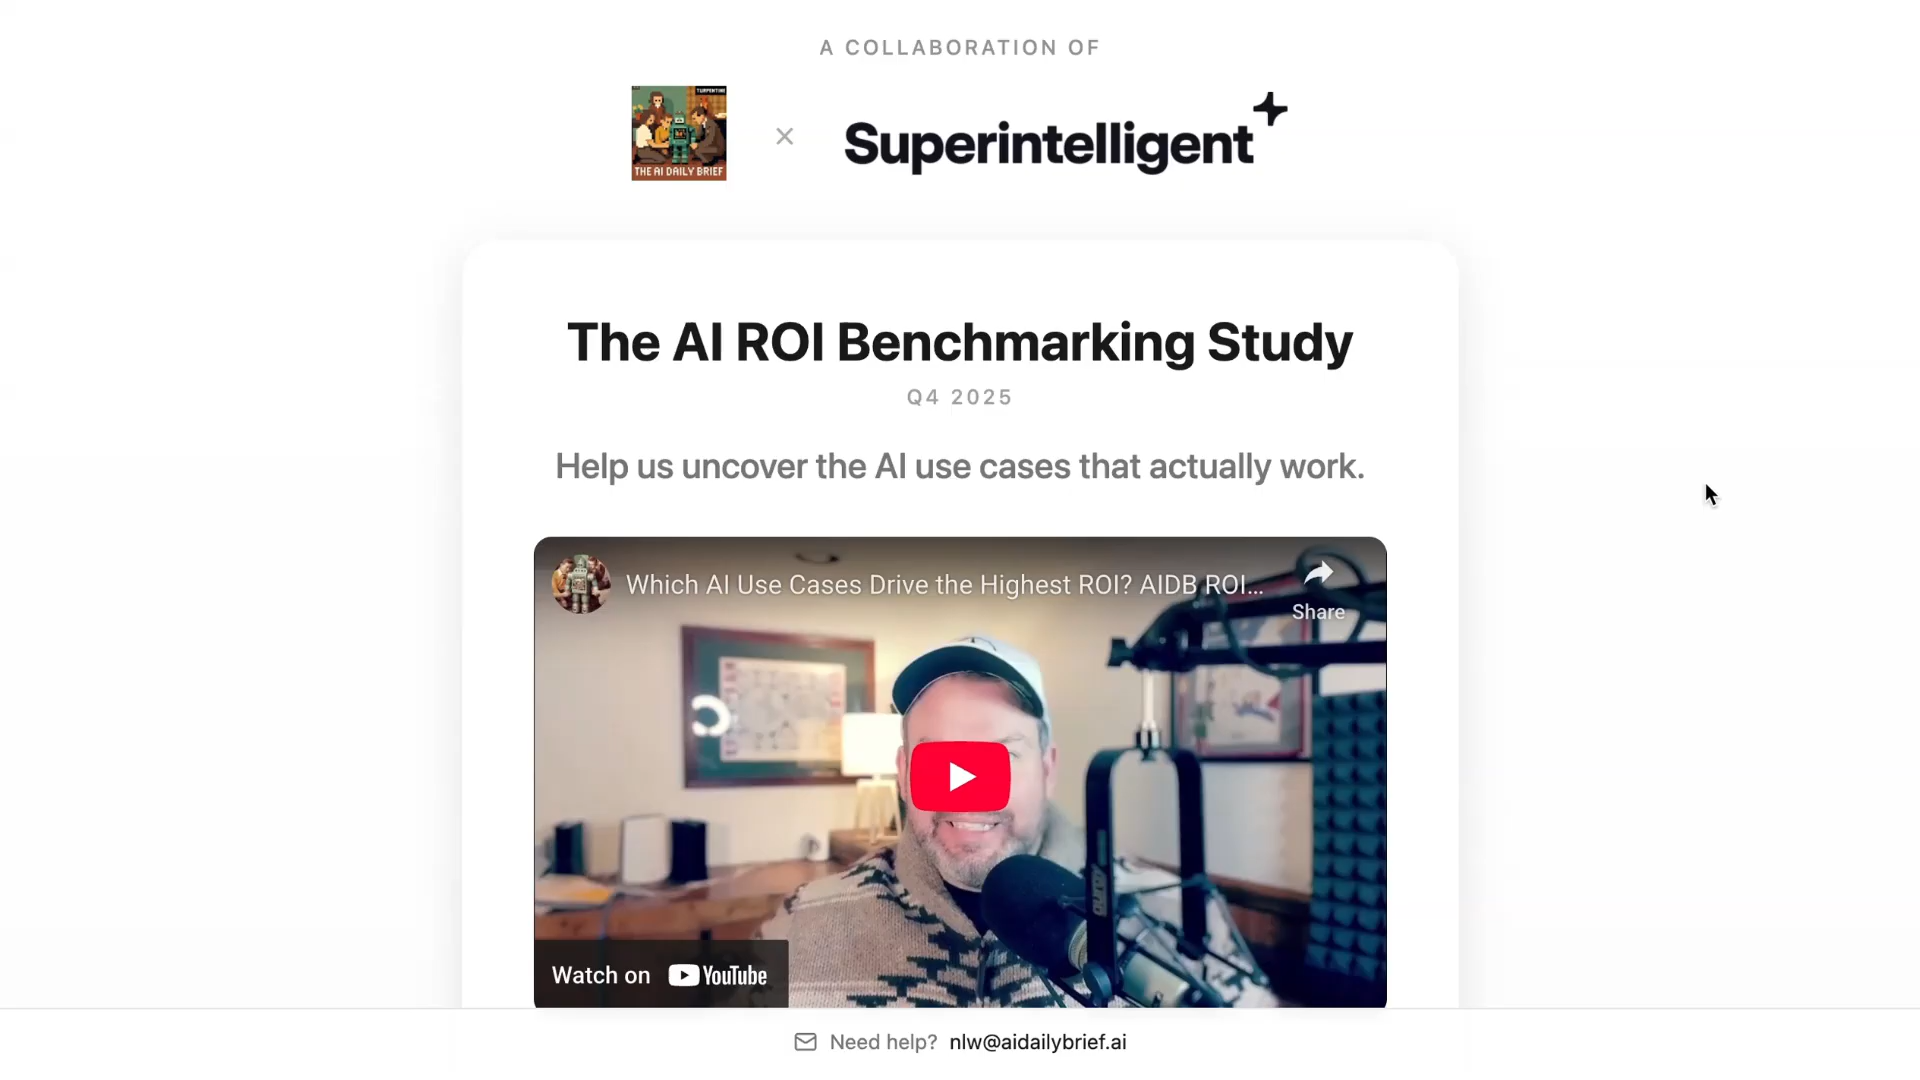 A COLLABORATION OF
TURPENTINE
THE AI DAILY BRIEF
×
Superintelligent
The AI ROI Benchmarking Study
Q4 2025
Help us uncover the AI use cases that actually work.
Which AI Use Cases Drive the Highest ROI? AIDB ROI...
Share
Watch on YouTube
Need help? nlw@aidailybrief.ai